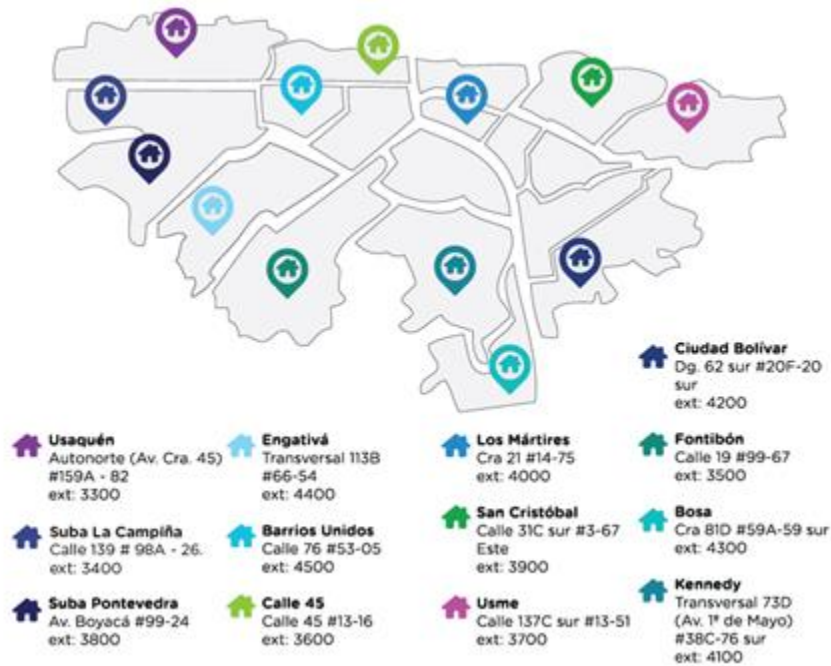 Usaquén
Autonorte (Av. Cra. 45)
#159A - 82
ext: 3300
Suba La Campiña
Calle 139 # 98A - 26.
ext: 3400
Suba Pontevedra
Av. Boyacá #99-24
ext: 3800
Engativá
Transversal 113B
#66-54
ext: 4400
Barrios Unidos
Calle 76 #53-05
ext: 4500
Calle 45
Calle 45 #13-16
ext: 3600
Los Mártires
Cra 21 #14-75
ext: 4000
San Cristóbal
Calle 31C sur #3-67
Este
ext: 3900
Usme
Calle 137C sur #13-51
ext: 3700
Ciudad Bolívar
Dg. 62 sur #20F-20
sur
ext: 4200
Fontibón
Calle 19 #99-67
ext: 3500
Bosa
Cra 81D #59A-59 sur
ext: 4300
Kennedy
Transversal 73D
(Av. 1ª de Mayo)
#38C-76 sur
ext: 4100